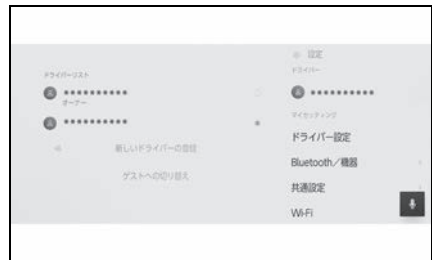 ドライバーリスト
●●●●●●●●●●
オーナー
●●●●●●●●●●
新しいドライバーの登録
ゲストへの切り替え
設定
ドライバー
●●●●●●●●●●
マイセッティング
ドライバー設定
Bluetooth／機器
共通設定
Wi-Fi